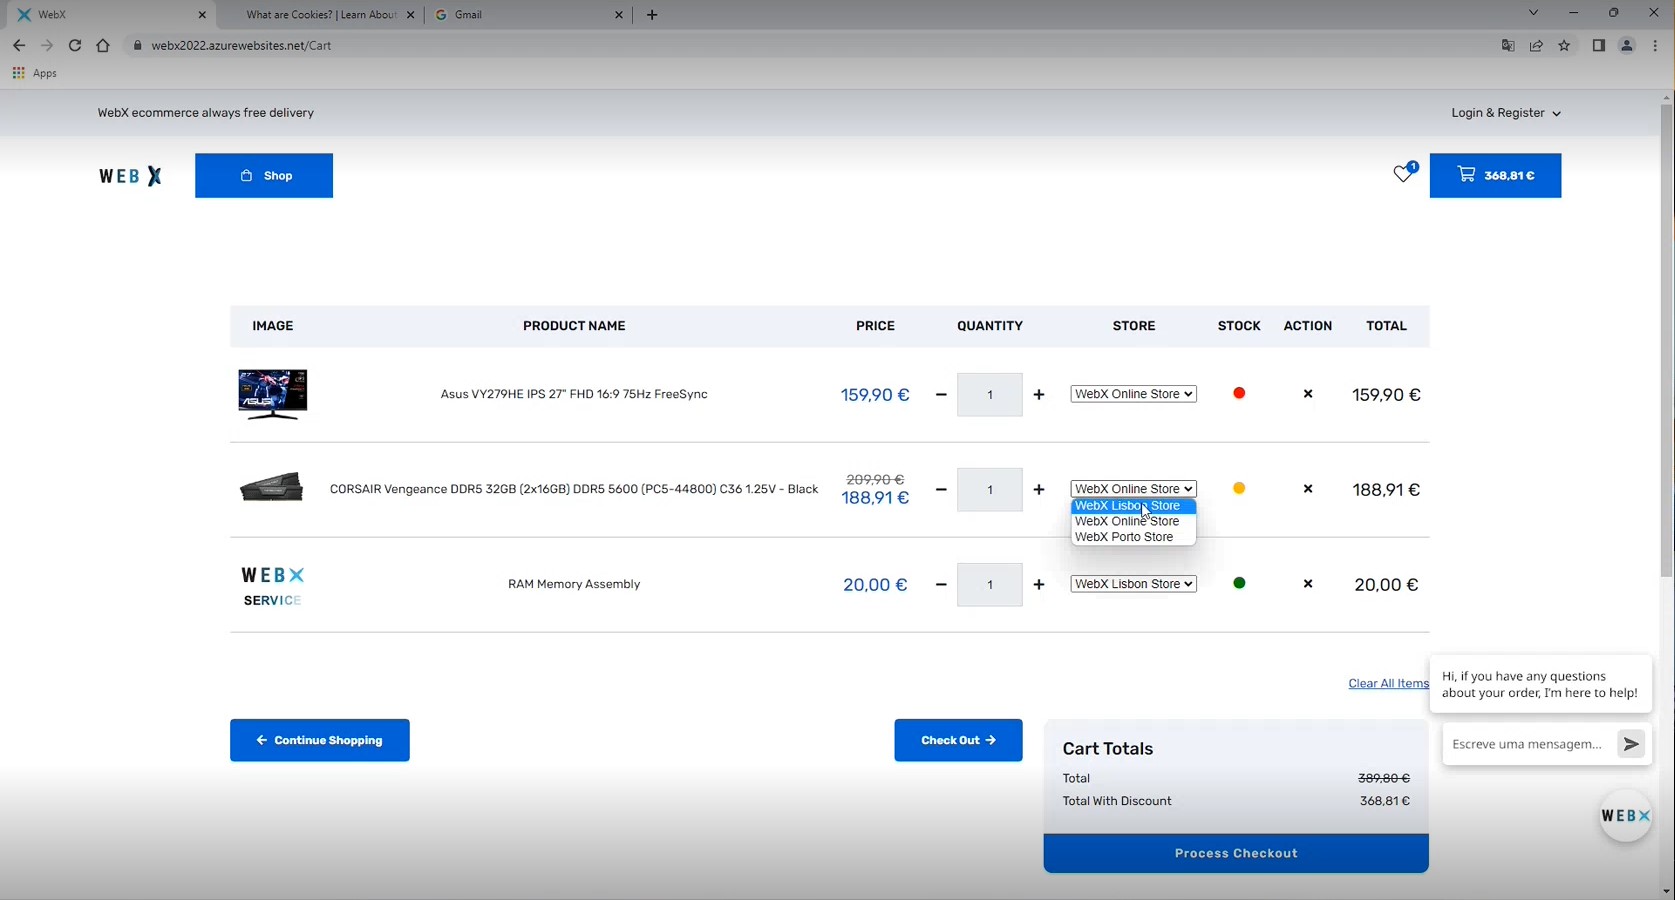 WebX
What are Cookies? | Learn About
Gmail
webx2022.azurewebsites.net/Cart
Apps
WebX ecommerce always free delivery
Login & Register
WEB X
Shop
1
368,81 €
IMAGE PRODUCT NAME PRICE QUANTITY STORE STOCK ACTION TOTAL
ASUS
Asus VY279HE IPS 27" FHD 16:9 75Hz FreeSync 159,90 € − 1 + WebX Online Store 159,90 €
209,90 €
CORSAIR Vengeance DDR5 32GB (2x16GB) DDR5 5600 (PC5-44800) C36 1.25V - Black 188,91 € − 1 + WebX Online Store 188,91 €
WebX Lisbon Store
WebX Online Store
WebX Porto Store
WEBX
SERVICE
RAM Memory Assembly 20,00 € − 1 + WebX Lisbon Store 20,00 €
Clear All Items
Hi, if you have any questions
about your order, I'm here to help!
Escreve uma mensagem...
Continue Shopping
Check Out
Cart Totals
Total 389,80 €
Total With Discount 368,81 €
Process Checkout
WEBX